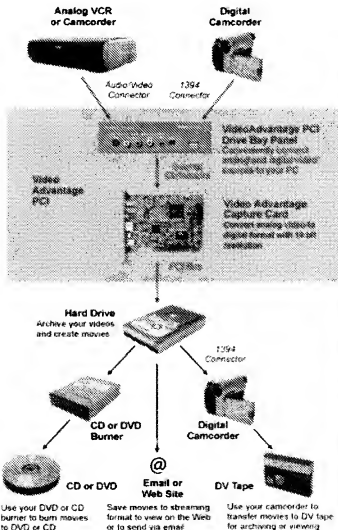 Analog VCR
or Camcorder
Digital
Camcorder
Audio/Video
Connector
1394
Connector
VideoAdvantage PCI
Drive Bay Panel
Conveniently connect
analog and digital video
sources to your PC
Video
Advantage
PCI
Video Advantage
Capture Card
Convert analog video to
digital format with 10 bit
resolution
PCI Bus
Hard Drive
Archive your videos
and create movies
1394
Connector
CD or DVD
Burner
Digital
Camcorder
@
CD or DVD
Email or
Web Site
DV Tape
Use your DVD or CD
burner to burn movies
to DVD or CD
Save movies to streaming
format to view on the Web
or to send via email
Use your camcorder to
transfer movies to DV tape
for archiving or viewing